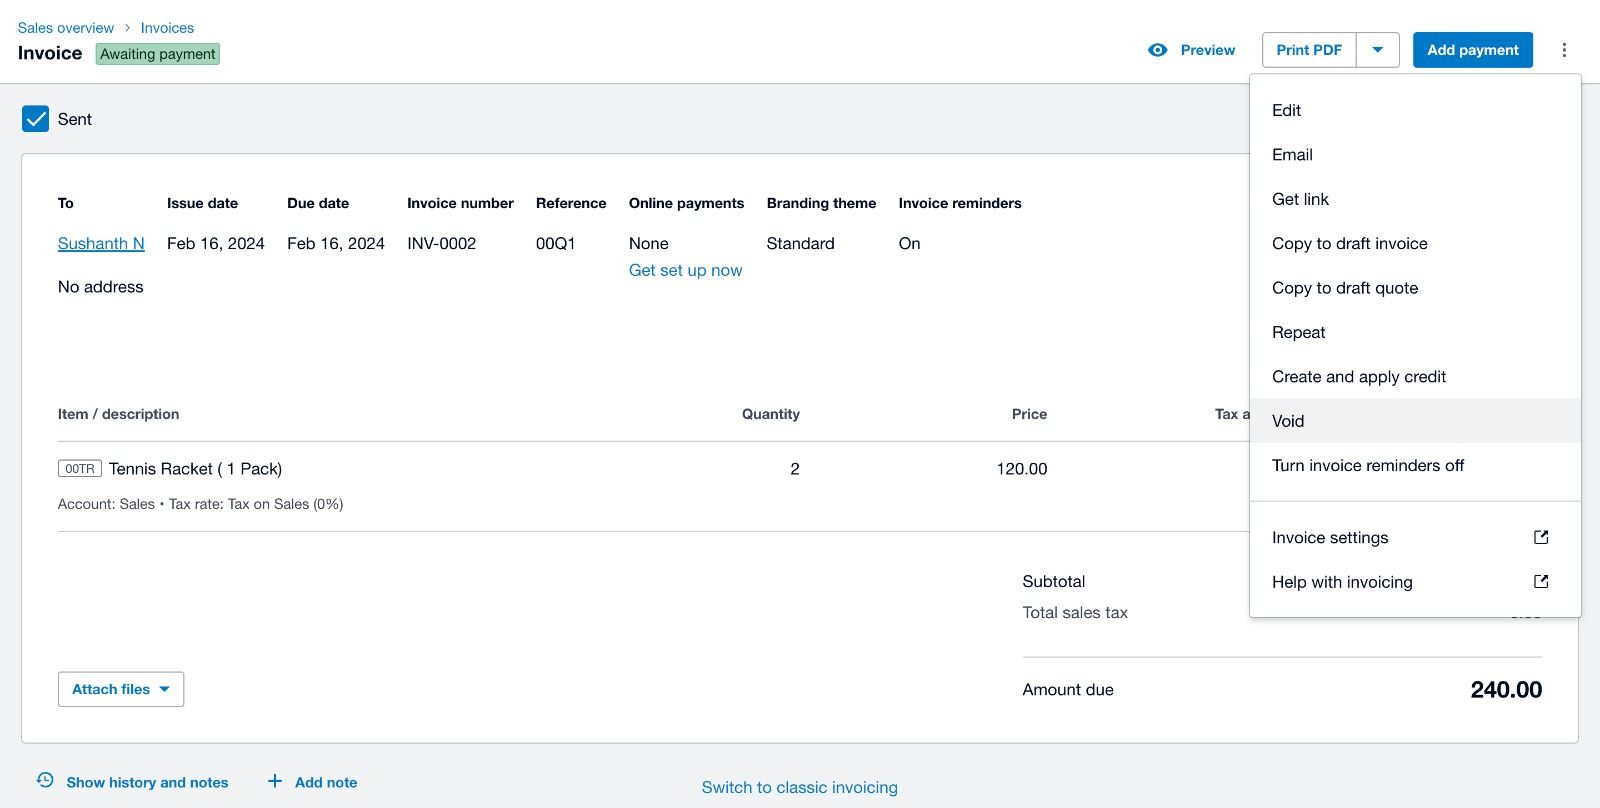 Sales overview > Invoices
Invoice Awaiting payment
Preview Print PDF Add payment
Sent
To Issue date Due date Invoice number Reference Online payments Branding theme Invoice reminders
Sushanth N Feb 16, 2024 Feb 16, 2024 INV-0002 00Q1 None Standard On
Get set up now
No address
Item / description Quantity Price Tax a
00TR Tennis Racket ( 1 Pack) 2 120.00
Account: Sales • Tax rate: Tax on Sales (0%)
Subtotal
Total sales tax
Amount due 240.00
Attach files
Edit
Email
Get link
Copy to draft invoice
Copy to draft quote
Repeat
Create and apply credit
Void
Turn invoice reminders off
Invoice settings
Help with invoicing
Show history and notes + Add note
Switch to classic invoicing